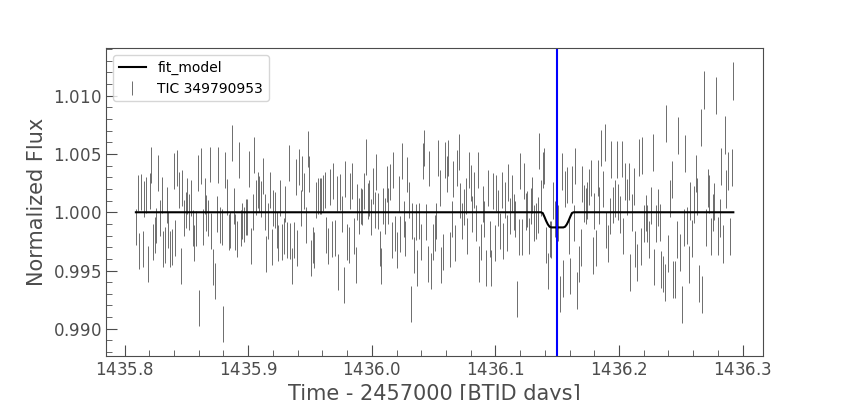 fit_model
TIC 349790953
Normalized Flux
1.010
1.005
1.000
0.995
0.990
1435.8 1435.9 1436.0 1436.1 1436.2 1436.3
Time - 2457000 [BTJD days]